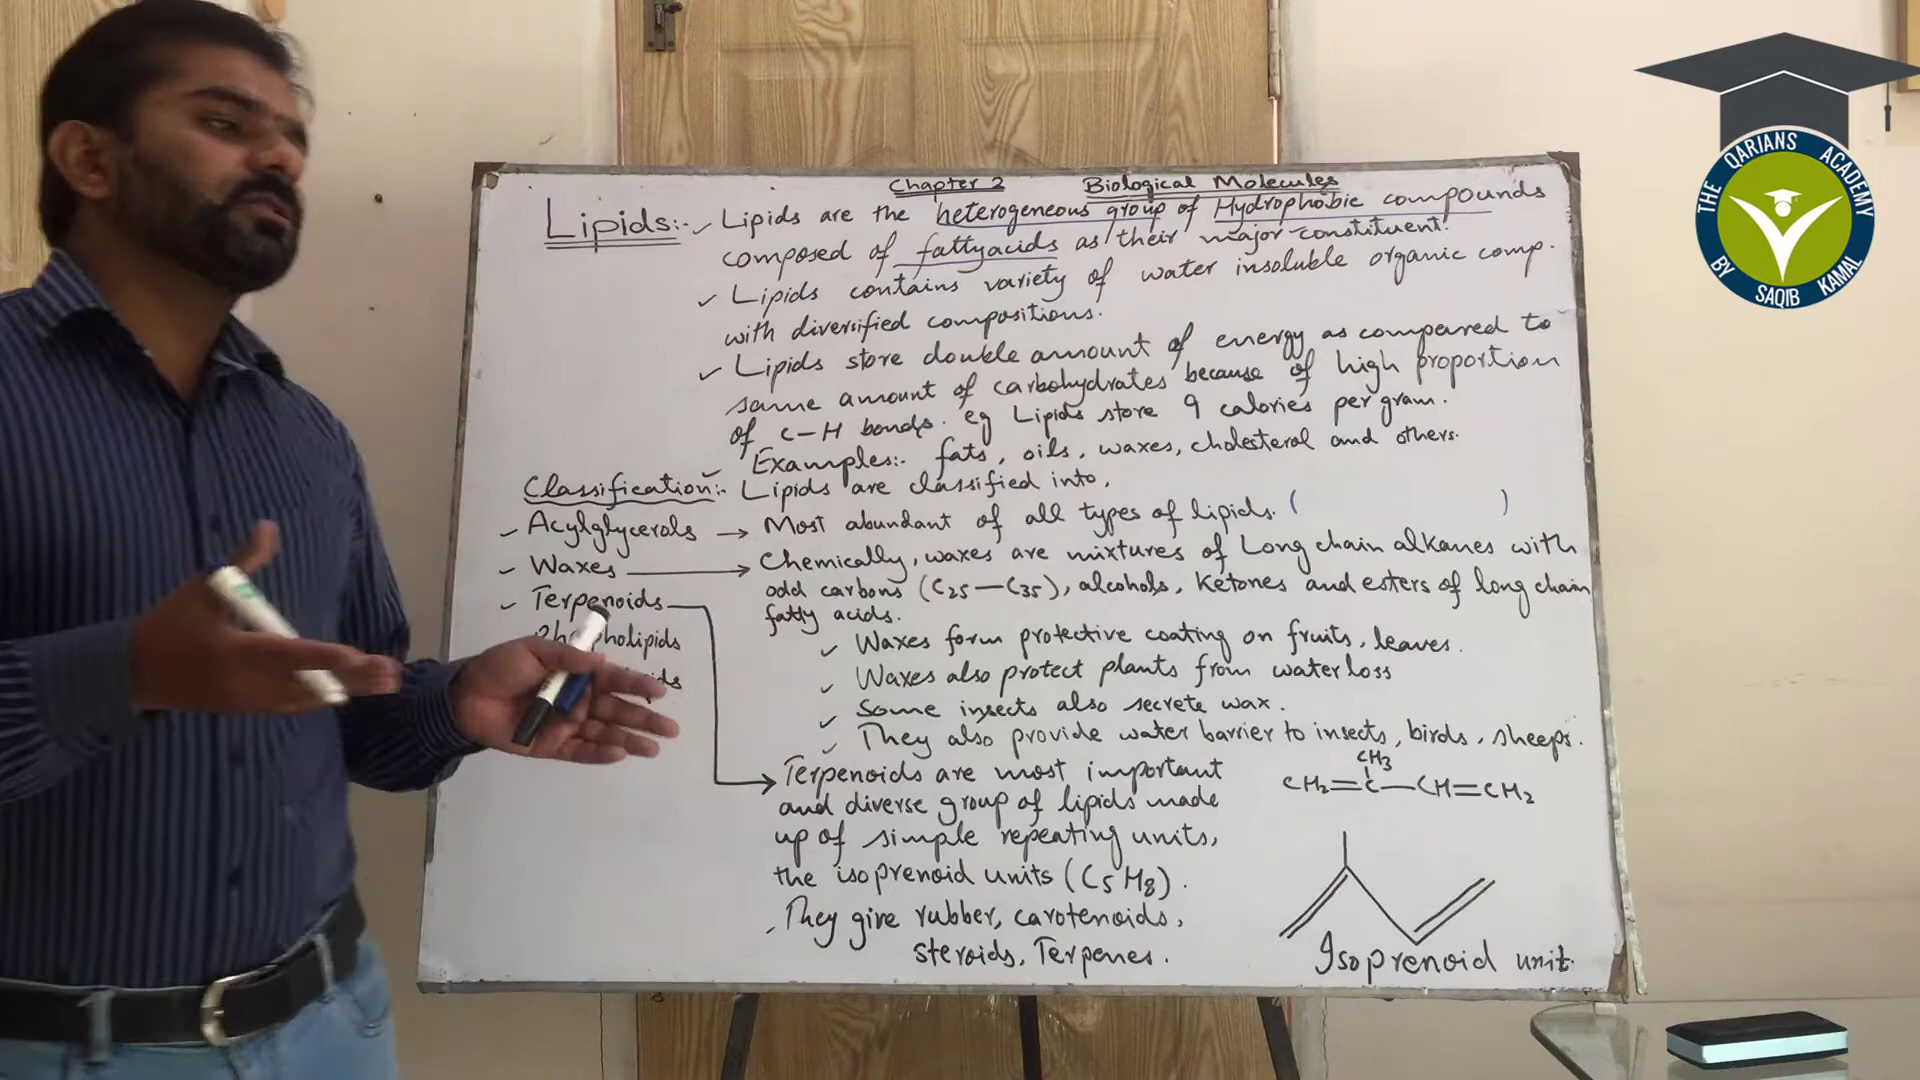 Chapter 2 Biological Molecules
Lipids:- Lipids are the heterogeneous group of Hydrophobic compounds
composed of fattyacids as their major constituent.
Lipids contains variety of water insoluble organic comp.
with diversified compositions.
Lipids store double amount of energy as compared to
same amount of carbohydrates because of high proportion
of C-H bonds. eg Lipids store 9 calories per gram.
Examples:- fats, oils, waxes, cholesterol and others.
Classification:- Lipids are classified into,
Acylglycerols → Most abundant of all types of lipids. ( )
Waxes → Chemically, waxes are mixtures of Long chain alkanes with
odd carbons (C25—C35), alcohols, Ketones and esters of long chain
fatty acids.
Terpenoids
Waxes form protective coating on fruits, leaves.
Waxes also protect plants from water loss
Some insects also secrete wax.
They also provide water barrier to insects, birds, sheeps.
Terpenoids are most important
and diverse group of lipids made
up of simple repeating units,
the isoprenoid units (C5H8).
They give rubber, carotenoids,
steroids, Terpenes.
CH3
CH2=C—CH=CH2
Isoprenoid unit.
THE QARIANS ACADEMY
BY SAQIB KAMAL